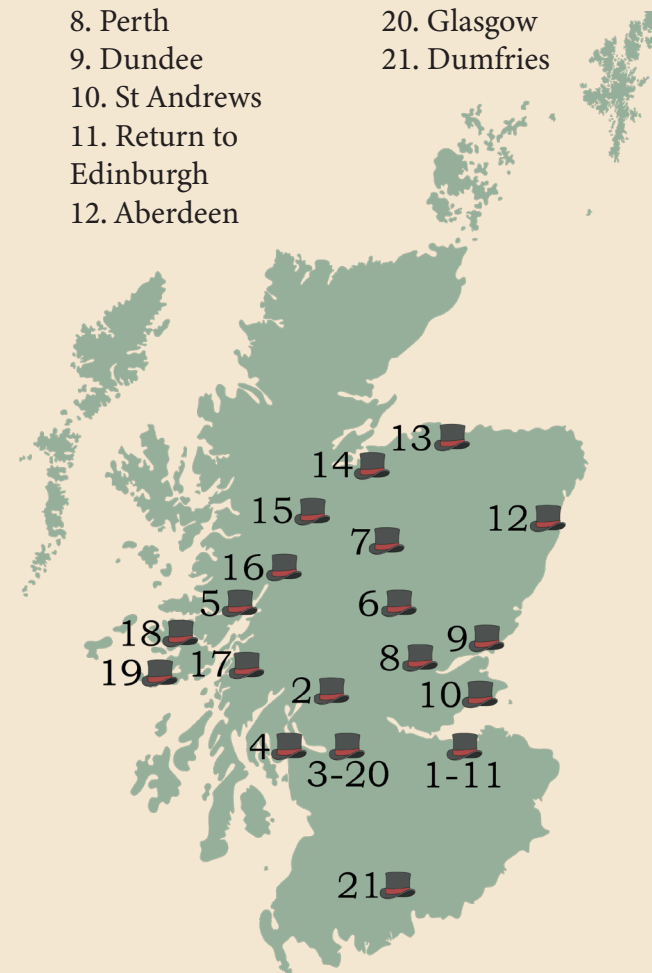 8. Perth
9. Dundee
10. St Andrews
11. Return to
Edinburgh
12. Aberdeen
20. Glasgow
21. Dumfries
13
14
15
12
7
16
5
6
18
9
17
8
19
2
10
4
3-20
1-11
21